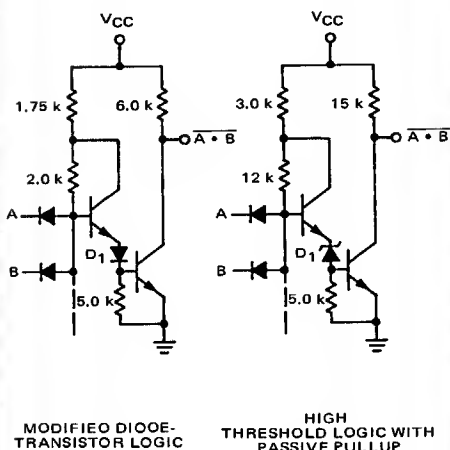 VCC
1.75 k
6.0 k
A • B
2.0 k
A
D1
B
5.0 k
MODIFIED DIOOE-
TRANSISTOR LOGIC
VCC
3.0 k
15 k
A • B
12 k
A
D1
B
5.0 k
HIGH
THRESHOLD LOGIC WITH
PASSIVE PULLUP